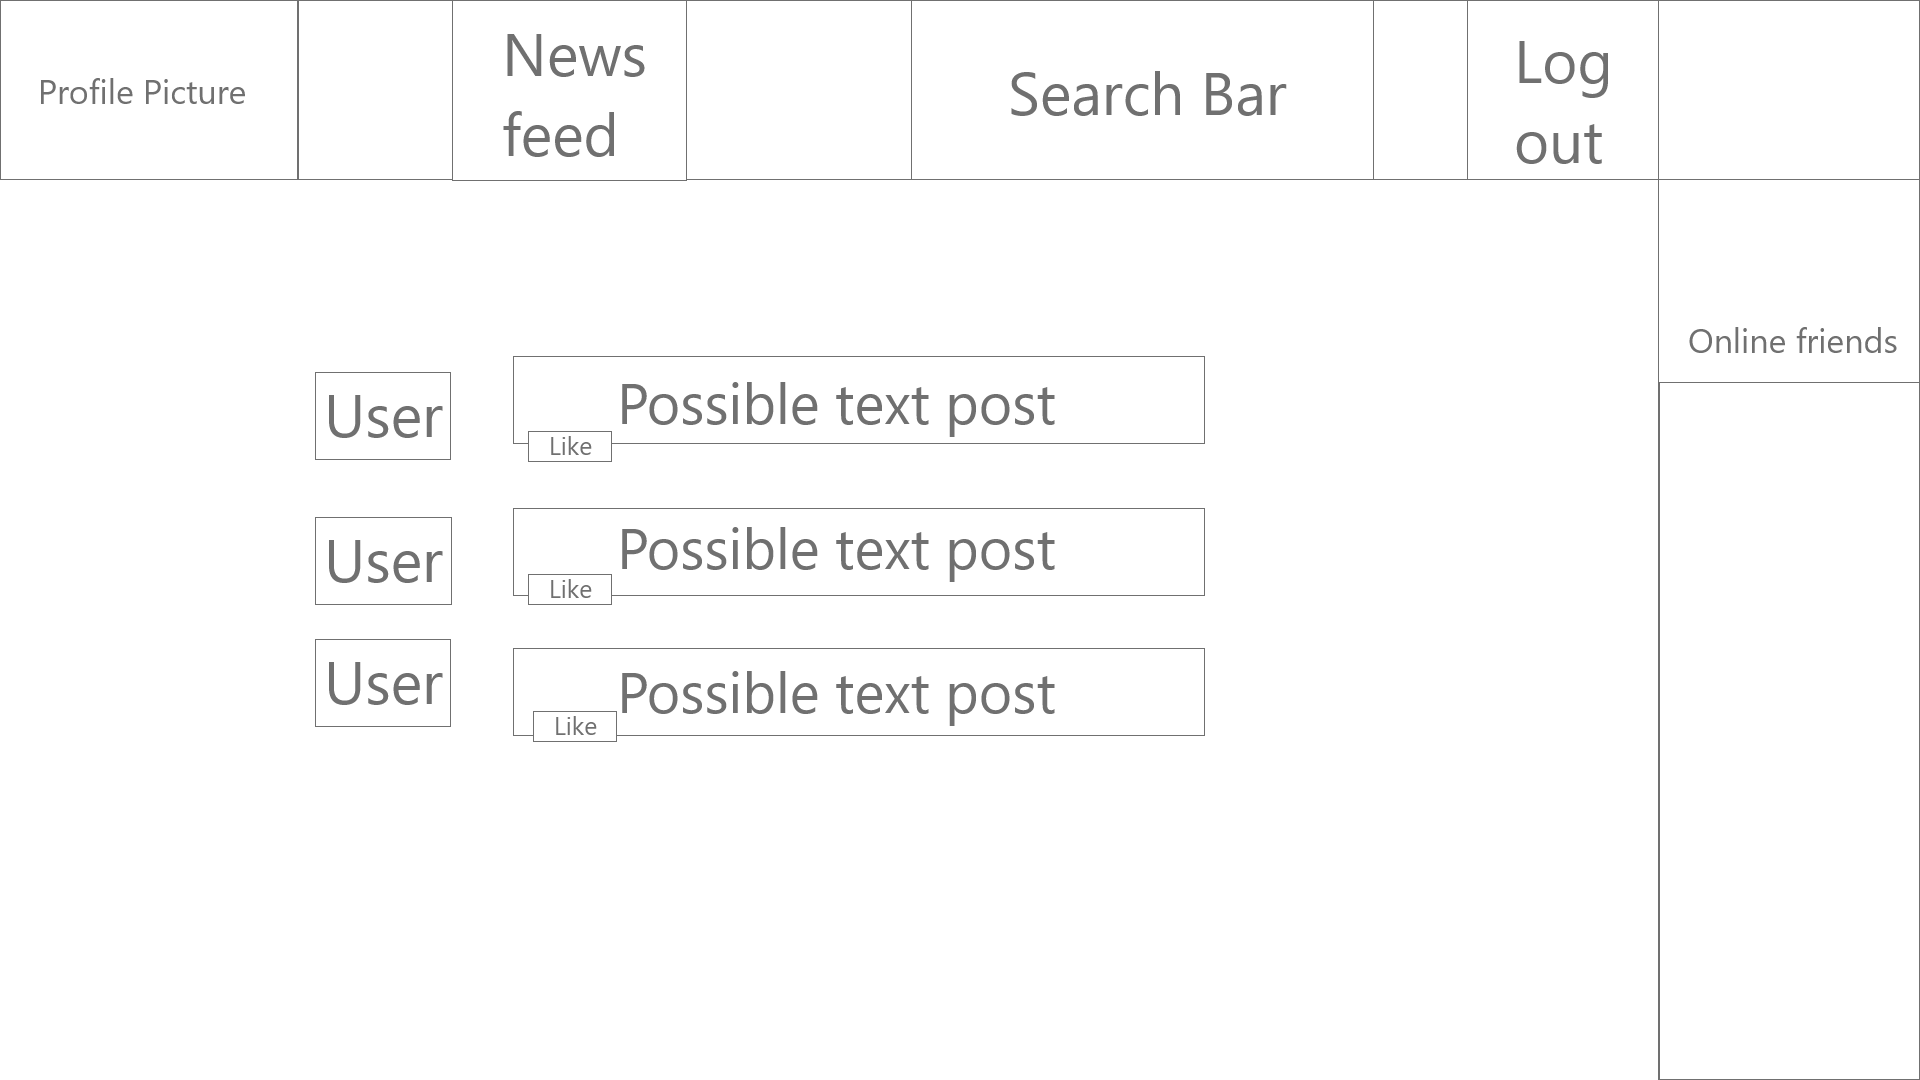 Profile Picture
News
feed
Search Bar
Log
out
Online friends
User
Possible text post
Like
User
Possible text post
Like
User
Possible text post
Like